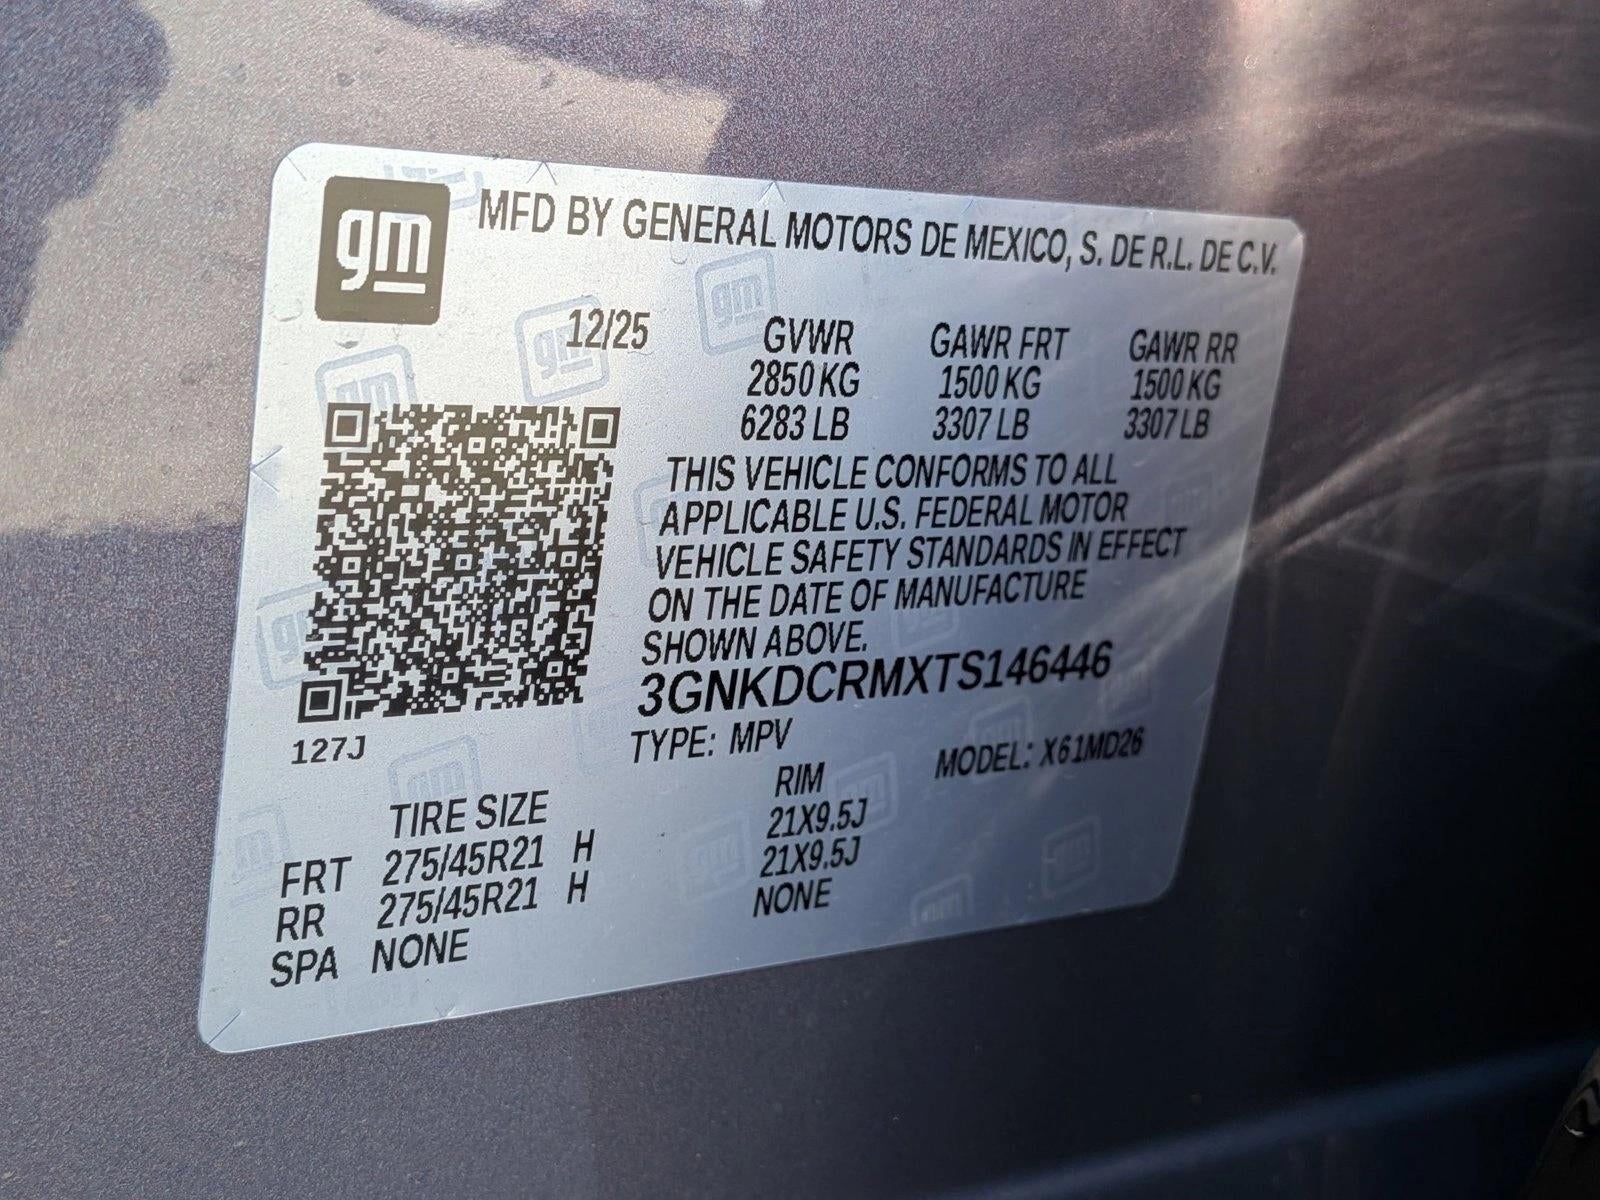 gm
MFD BY GENERAL MOTORS DE MEXICO, S. DE R.L. DE C.V.
12/25
GVWR GAWR FRT GAWR RR
2850 KG 1500 KG 1500 KG
6283 LB 3307 LB 3307 LB
THIS VEHICLE CONFORMS TO ALL
APPLICABLE U.S. FEDERAL MOTOR
VEHICLE SAFETY STANDARDS IN EFFECT
ON THE DATE OF MANUFACTURE
SHOWN ABOVE.
3GNKDCRMXTS146446
127J
TYPE: MPV MODEL: X61MD26
TIRE SIZE RIM
FRT 275/45R21 H 21X9.5J
RR 275/45R21 H 21X9.5J
SPA NONE NONE